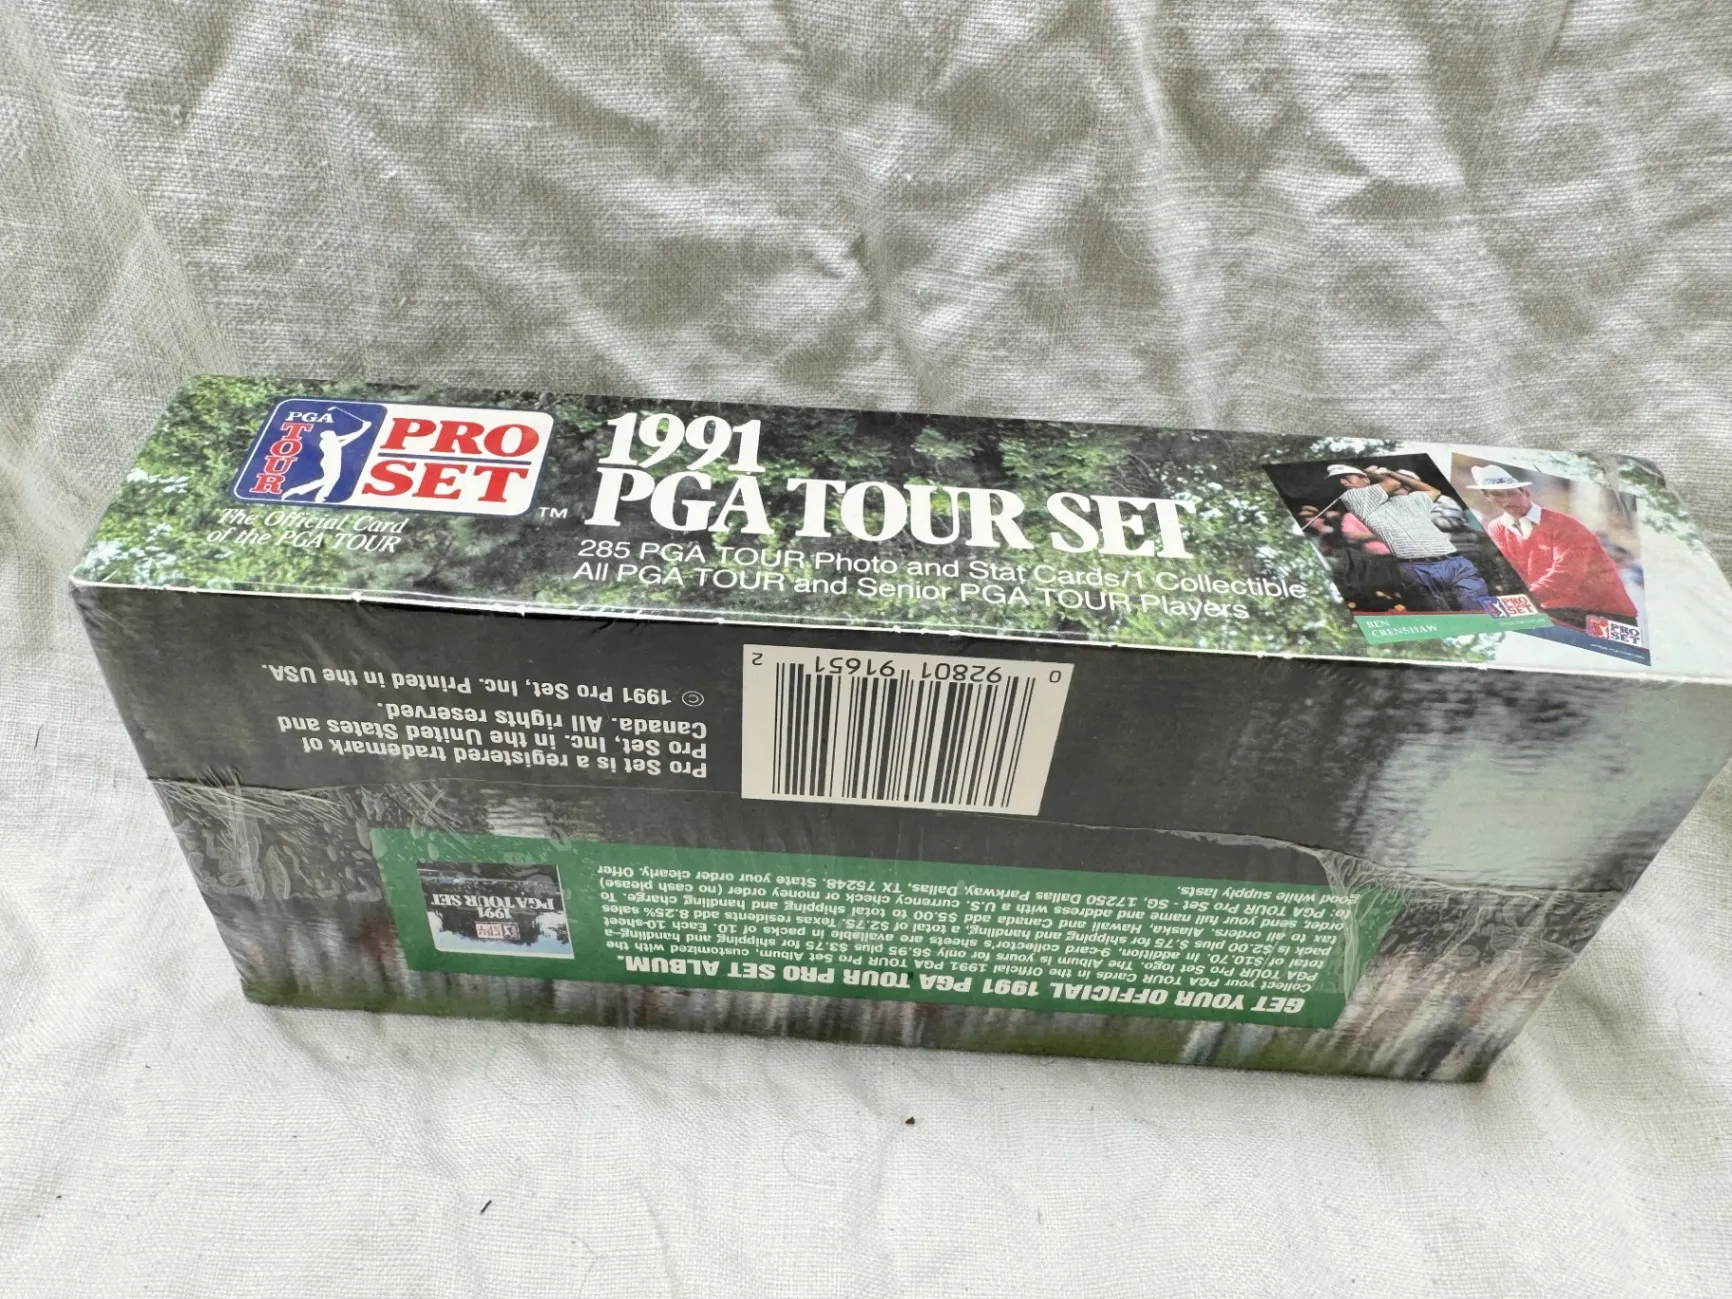 PGA
TOUR
PRO
SET
TM
The Official Card
of the PGA TOUR
1991
PGA TOUR SET
285 PGA TOUR Photo and Stat Cards/1 Collectible
All PGA TOUR and Senior PGA TOUR Players
BEN
CRENSHAW
PRO
SET
PRO
SET
0 92801 91651 2
Pro Set is a registered trademark of
Pro Set, Inc. in the United States and
Canada. All rights reserved.
© 1991 Pro Set, Inc. Printed in the USA.
GET YOUR OFFICIAL 1991 PGA TOUR PRO SET ALBUM.
Collect your PGA TOUR Cards in the Official 1991 PGA TOUR Pro Set Album, customized with the
PGA TOUR Pro Set logo. The Album is yours for only $6.95 plus $3.75 for shipping and handling–a
total of $10.70. In addition, 9-card collector's sheets are available in packs of 10. Each 10-sheet
pack is $2.00 plus $.75 for shipping and handling, a total of $2.75. Texas residents add 8.25% sales
tax to all orders. Alaska, Hawaii and Canada add $5.00 to total shipping and handling charge. To
order, send your full name and address with a U.S. currency check or money order (no cash please)
to: PGA TOUR Pro Set. SG. 17250 Dallas Parkway, Dallas, TX 75248. State your order clearly. Offer
good while supply lasts.
PRO
SET
1991
PGA TOUR SET